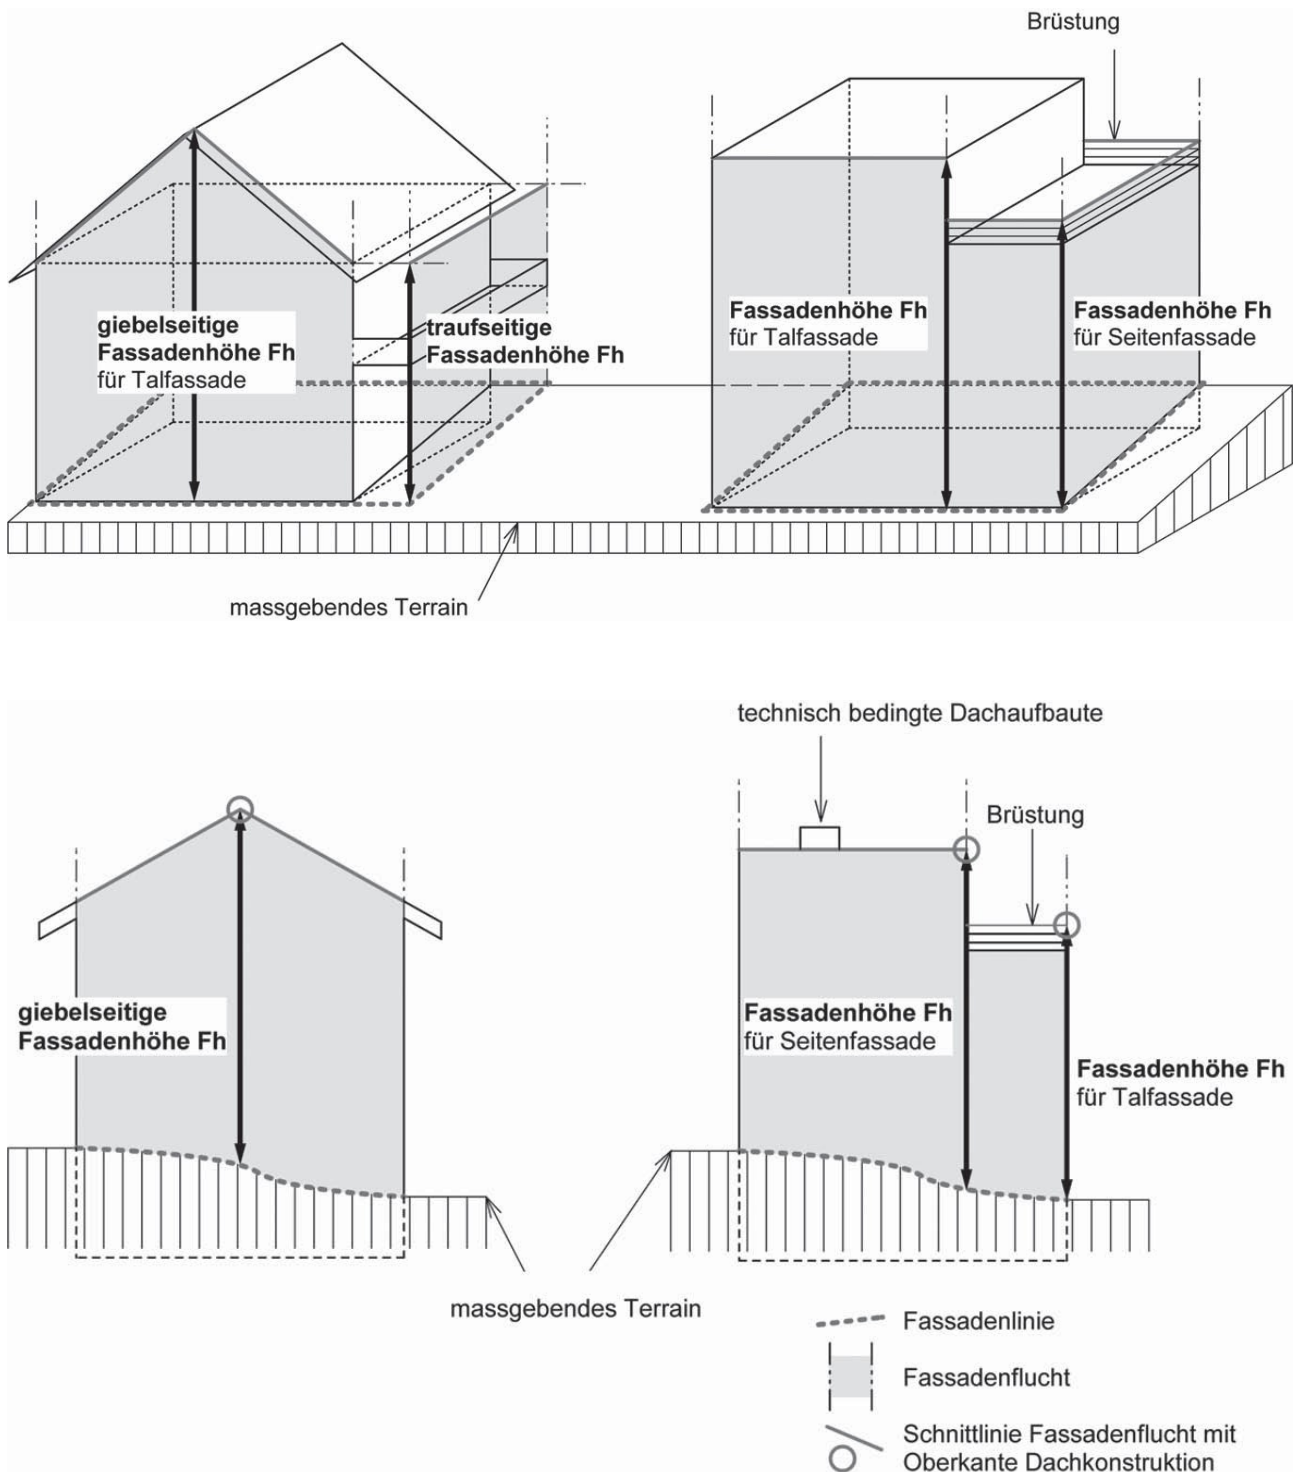 Brüstung
giebelseitige
Fassadenhöhe Fh
für Talfassade
traufseitige
Fassadenhöhe Fh
Fassadenhöhe Fh
für Talfassade
Fassadenhöhe Fh
für Seitenfassade
massgebendes Terrain
technisch bedingte Dachaufbaute
Brüstung
giebelseitige
Fassadenhöhe Fh
Fassadenhöhe Fh
für Seitenfassade
Fassadenhöhe Fh
für Talfassade
massgebendes Terrain
Fassadenlinie
Fassadenflucht
Schnittlinie Fassadenflucht mit
Oberkante Dachkonstruktion